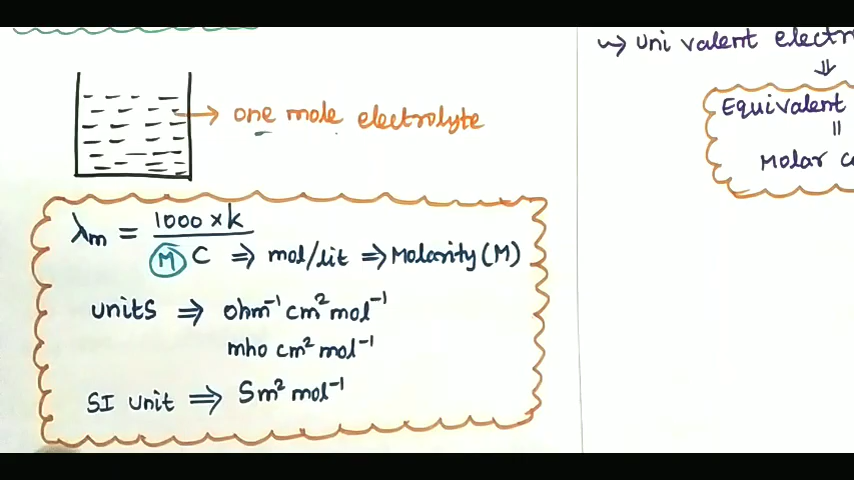 one mole electrolyte
λm = 1000 × k / (M) C ⇒ mol/lit ⇒ Molarity (M)
units ⇒ ohm⁻¹ cm² mol⁻¹
mho cm² mol⁻¹
SI unit ⇒ Sm² mol⁻¹
↪ Uni valent electr
⇓
Equivalent
॥
Molar c